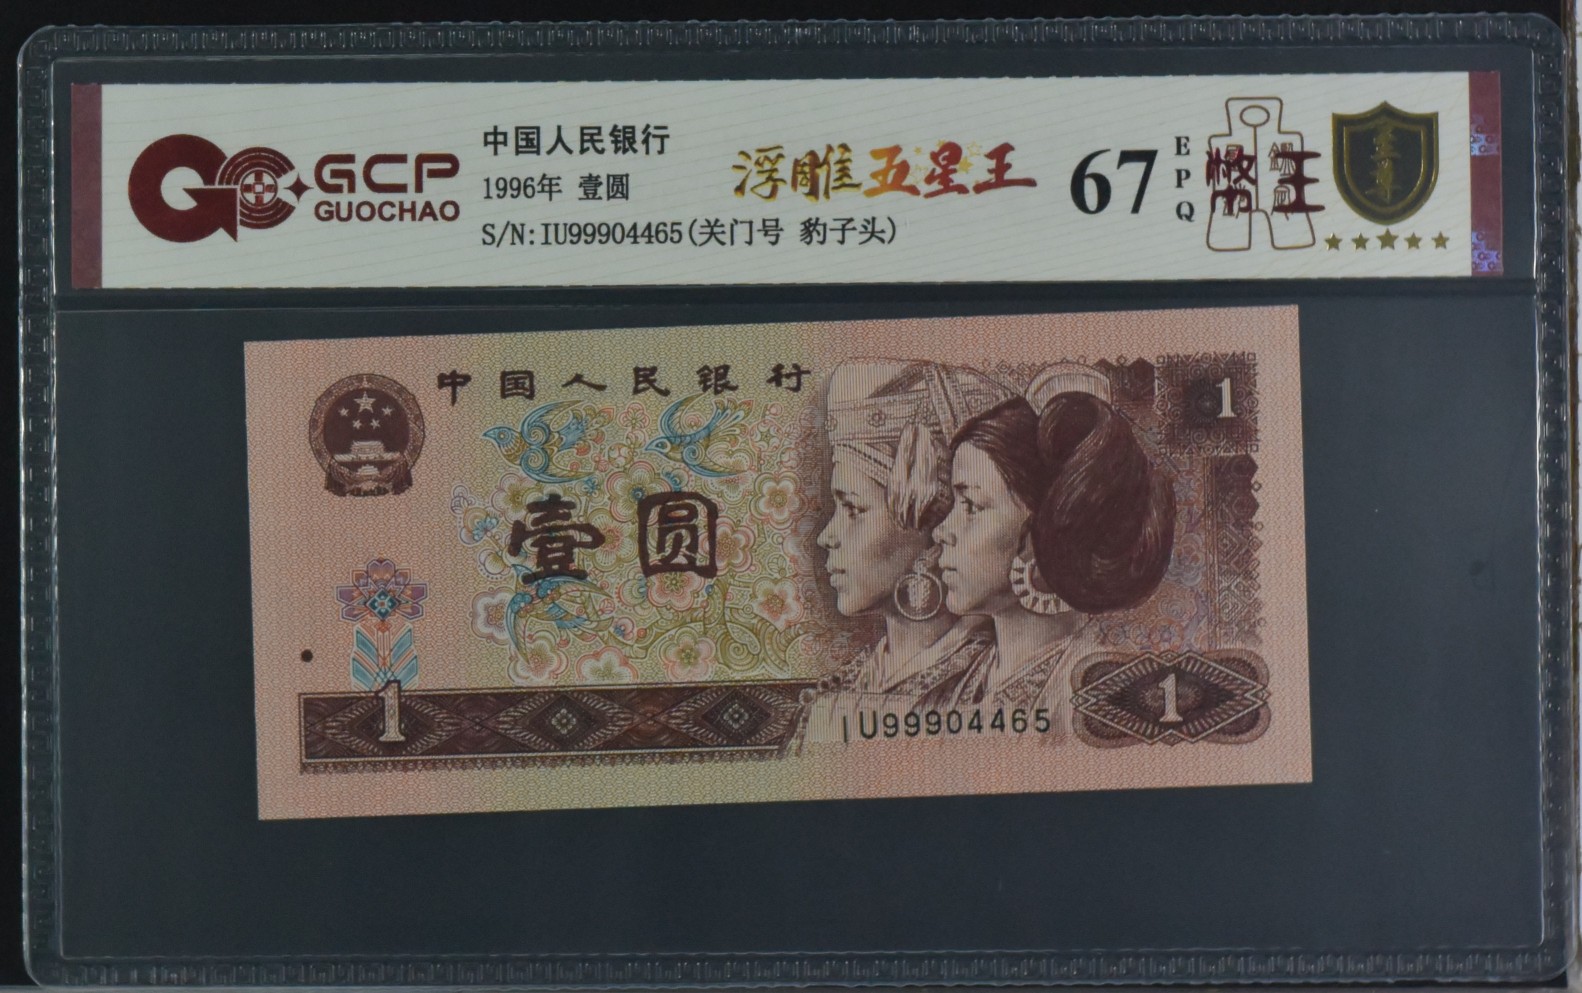 GCP
GUOCHAO
中国人民银行
1996年 壹圆
S/N:IU99904465(关门号 豹子头)
浮雕五星王
67
EPQ
至尊
中国人民银行
1
壹圆
1
IU99904465
1